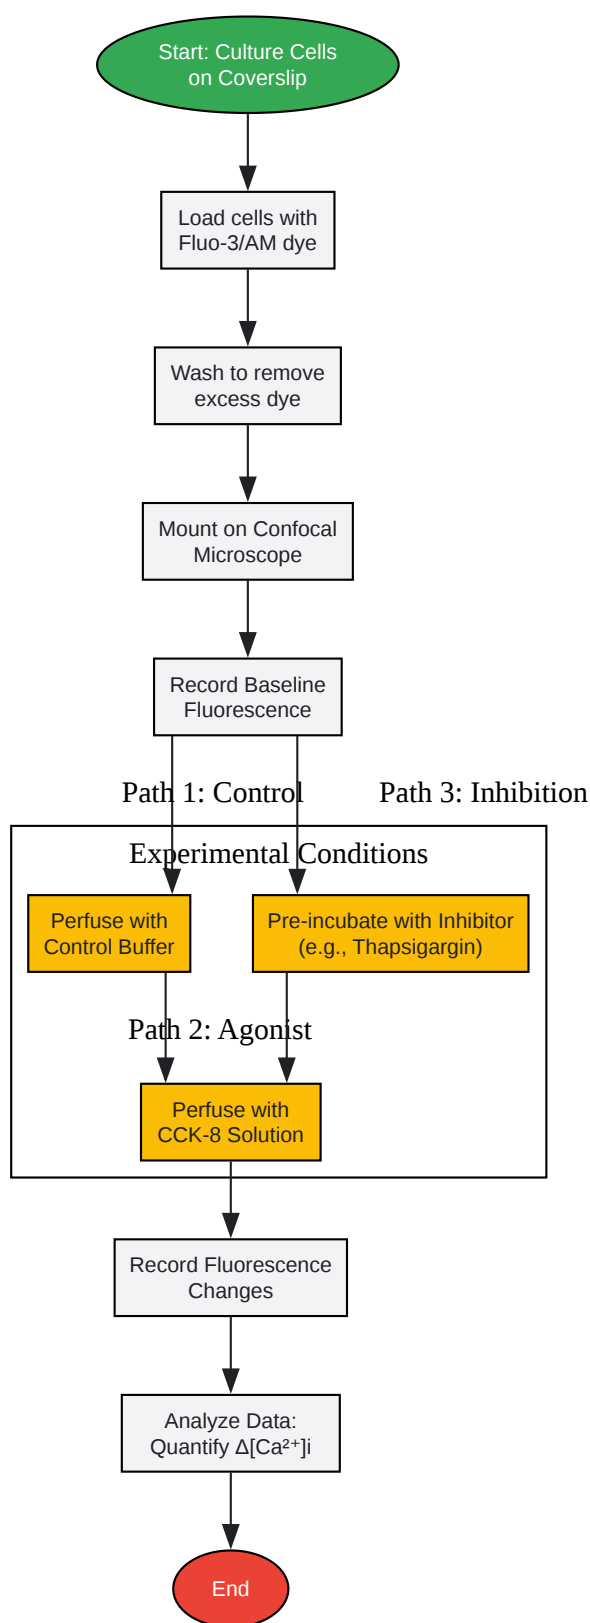 Start: Culture Cells
on Coverslip
Load cells with
Fluo-3/AM dye
Wash to remove
excess dye
Mount on Confocal
Microscope
Record Baseline
Fluorescence
Path 1: Control
Path 3: Inhibition
Experimental Conditions
Perfuse with
Control Buffer
Pre-incubate with Inhibitor
(e.g., Thapsigargin)
Path 2: Agonist
Perfuse with
CCK-8 Solution
Record Fluorescence
Changes
Analyze Data:
Quantify Δ[Ca²⁺]i
End